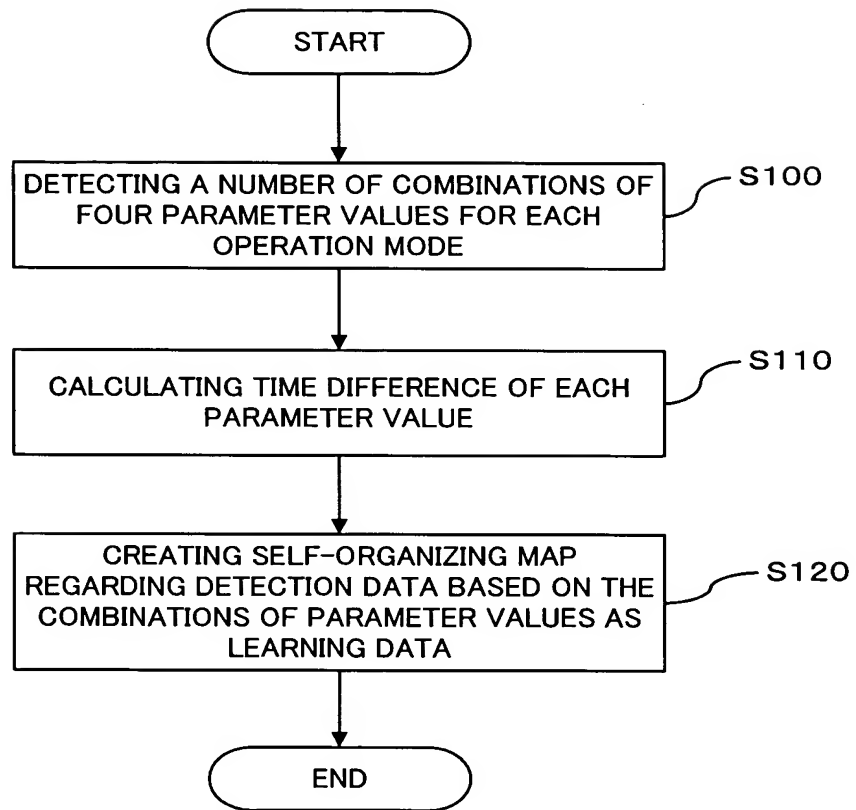 START
DETECTING A NUMBER OF COMBINATIONS OF
FOUR PARAMETER VALUES FOR EACH
OPERATION MODE
S100
CALCULATING TIME DIFFERENCE OF EACH
PARAMETER VALUE
S110
CREATING SELF-ORGANIZING MAP
REGARDING DETECTION DATA BASED ON THE
COMBINATIONS OF PARAMETER VALUES AS
LEARNING DATA
S120
END